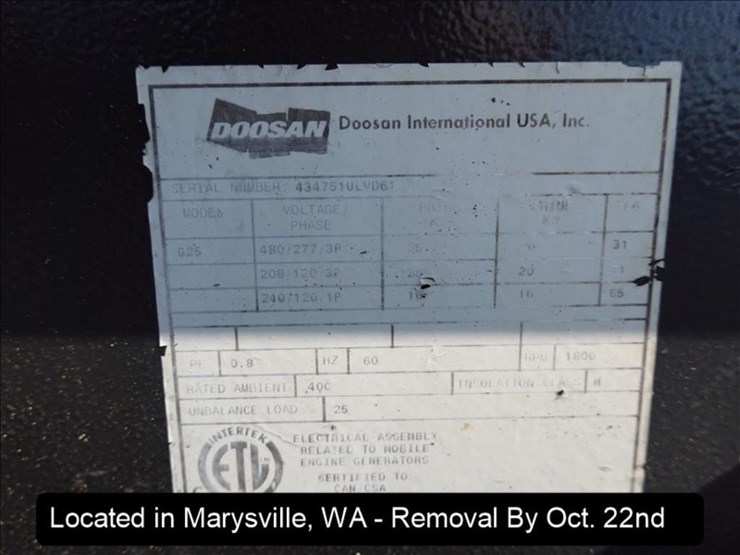 DOOSAN Doosan International USA, Inc.
SERIAL NUMBER: 434751ULVD61
MODEL VOLTAGE/ PHASE
G25 480/277/3P 31
208/120/3P 20
240/120/1P 16 65
PF 0.8 HZ 60 RPM 1800
RATED AMBIENT 40C INSULATION CLASS H
UNBALANCE LOAD 25
INTERTEK
ETL
ELECTRICAL ASSEMBLY
RELATED TO MOBILE
ENGINE GENERATORS
CERTIFIED TO
CAN/CSA
Located in Marysville, WA - Removal By Oct. 22nd